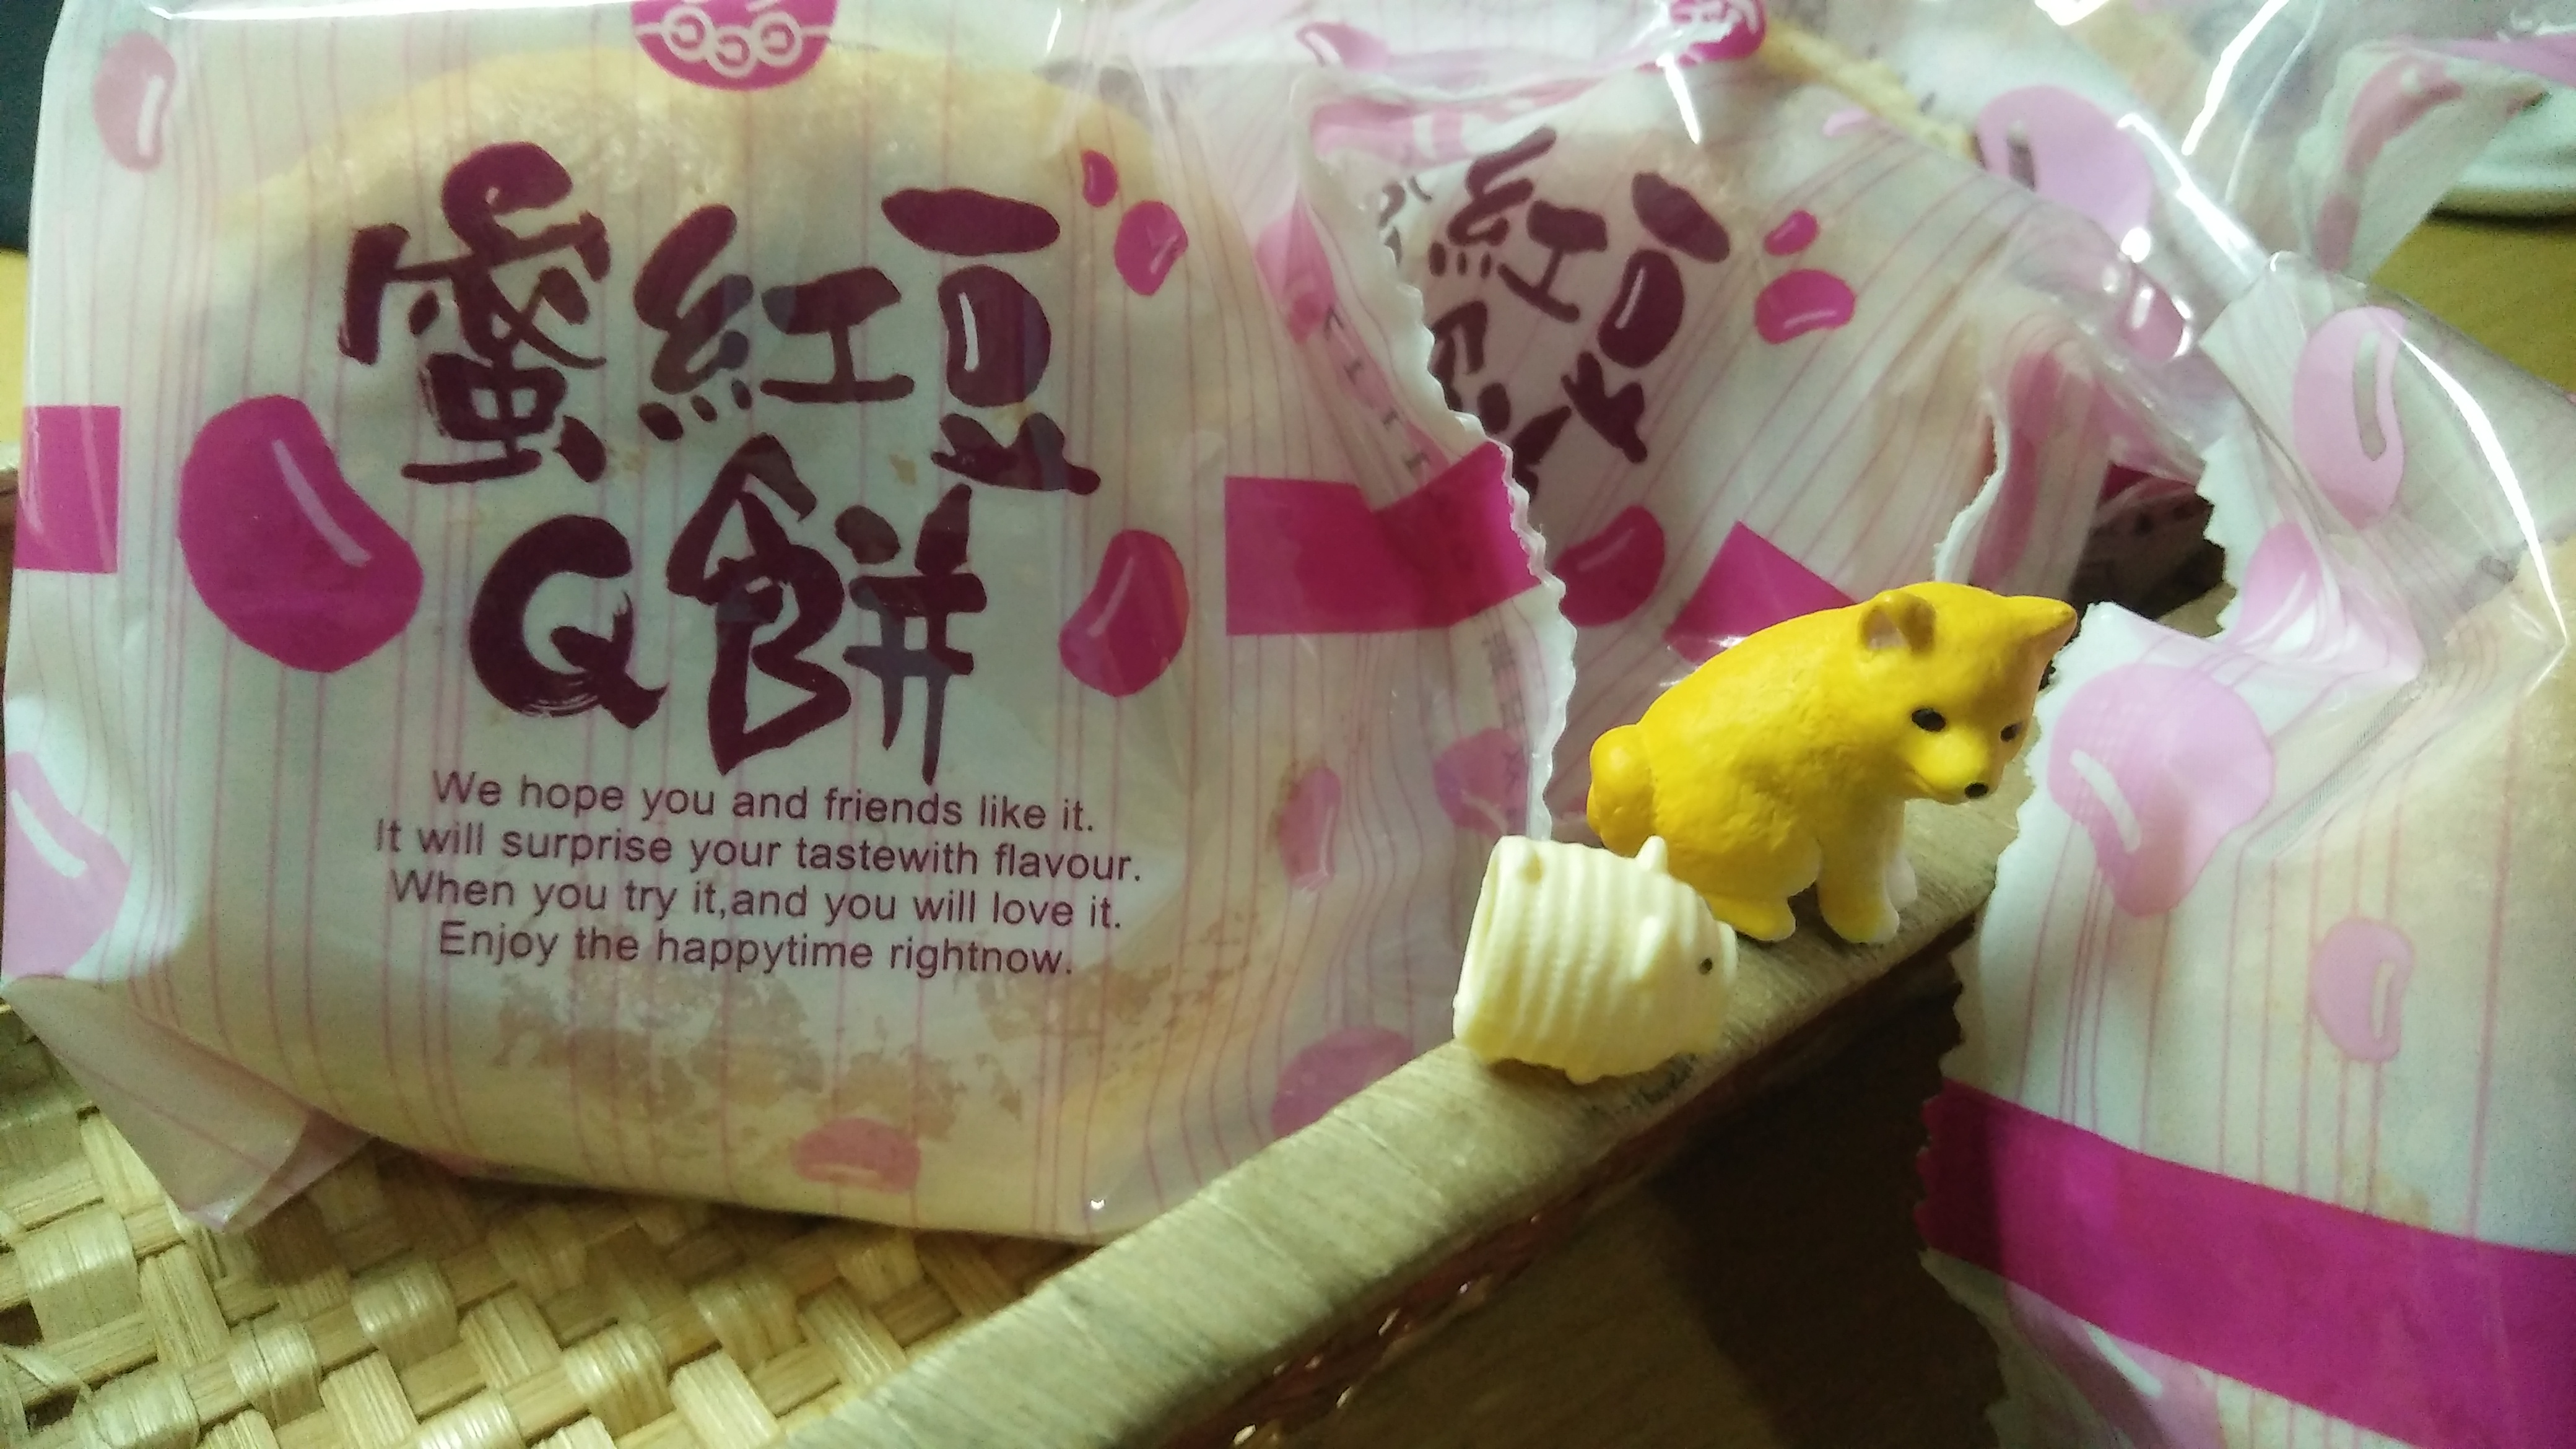 蜜紅豆
Q餅
We hope you and friends like it.
It will surprise your tastewith flavour.
When you try it,and you will love it.
Enjoy the happytime rightnow.
紅豆